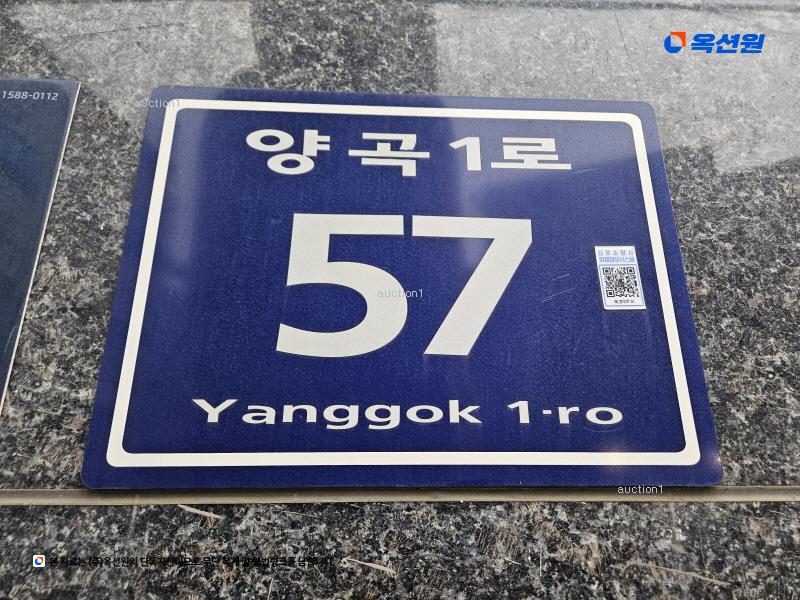 옥션원
1588-0112
auction1
양곡1로
57
auction1
Yanggok 1-ro
auction1